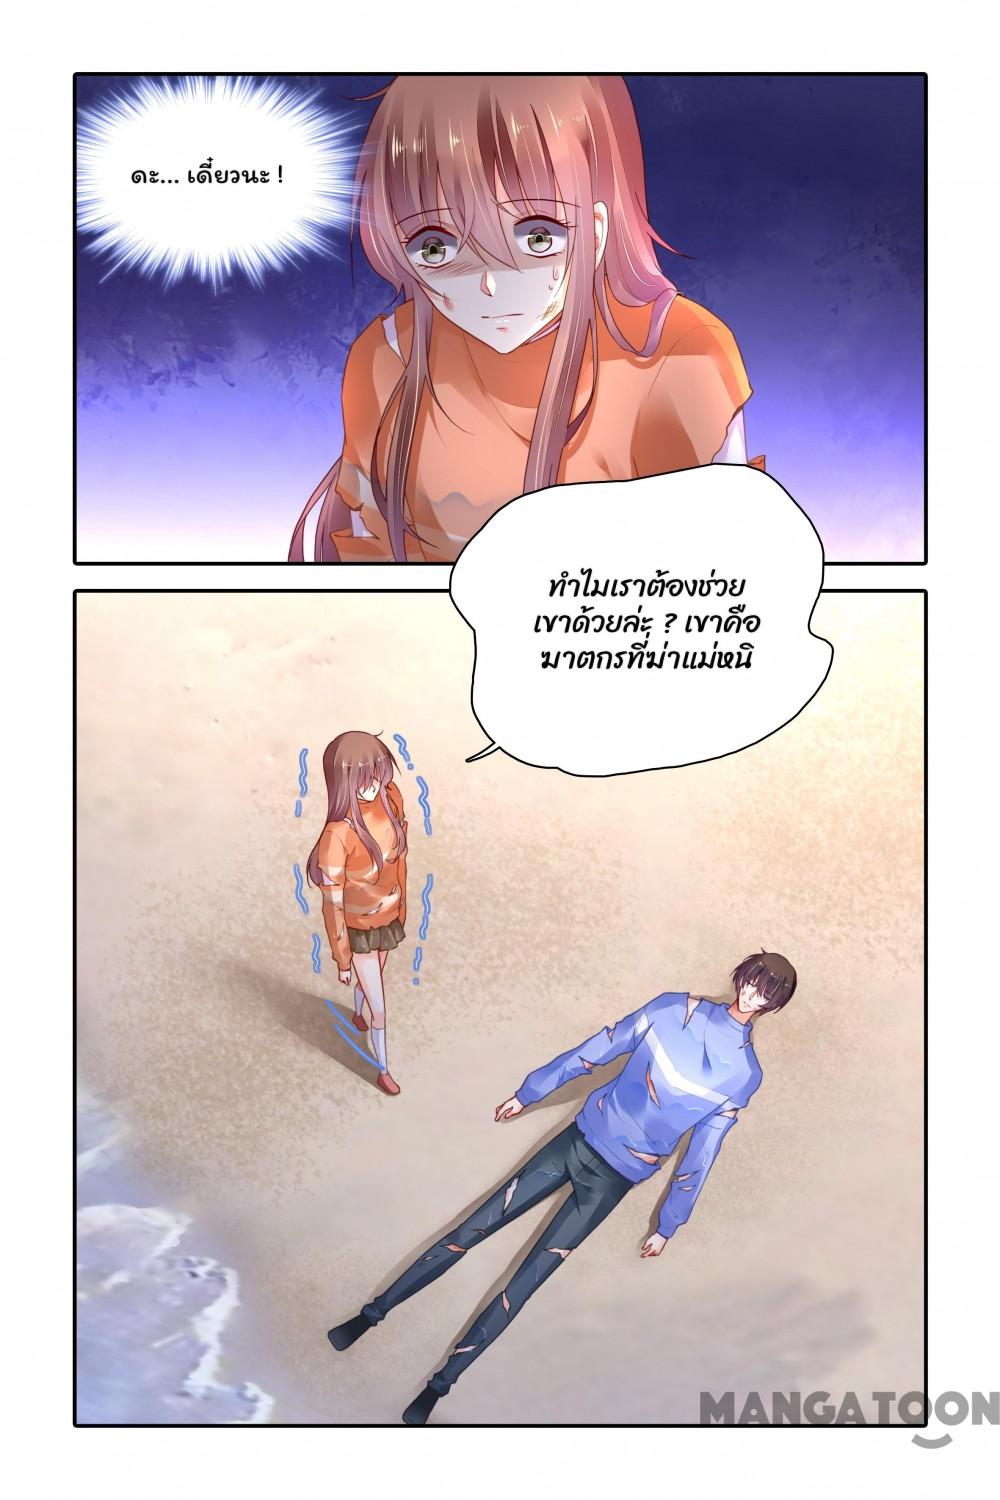 ดะ... เดี๋ยวนะ !
ทำไมเราต้องช่วย
เขาด้วยล่ะ ? เขาคือ
ฆาตกรที่ฆ่าแม่หนิ
MANGATOON